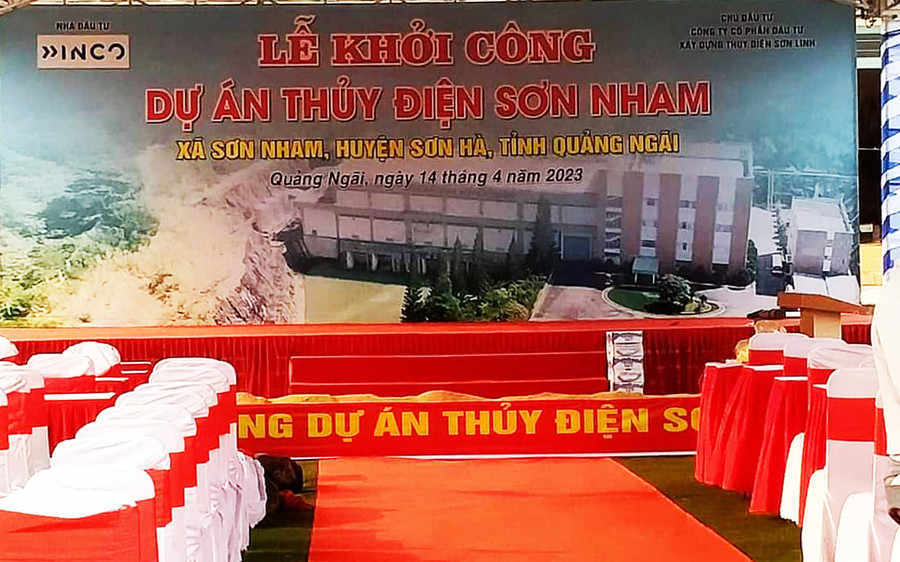 NHÀ ĐẦU TƯ
PINCO
CHỦ ĐẦU TƯ
CÔNG TY CỔ PHẦN ĐẦU TƯ
XÂY DỰNG THỦY ĐIỆN SƠN LINH
LỄ KHỞI CÔNG
DỰ ÁN THỦY ĐIỆN SƠN NHAM
XÃ SƠN NHAM, HUYỆN SƠN HÀ, TỈNH QUẢNG NGÃI
Quảng Ngãi, ngày 14 tháng 4 năm 2023
NG DỰ ÁN THỦY ĐIỆN SƠ